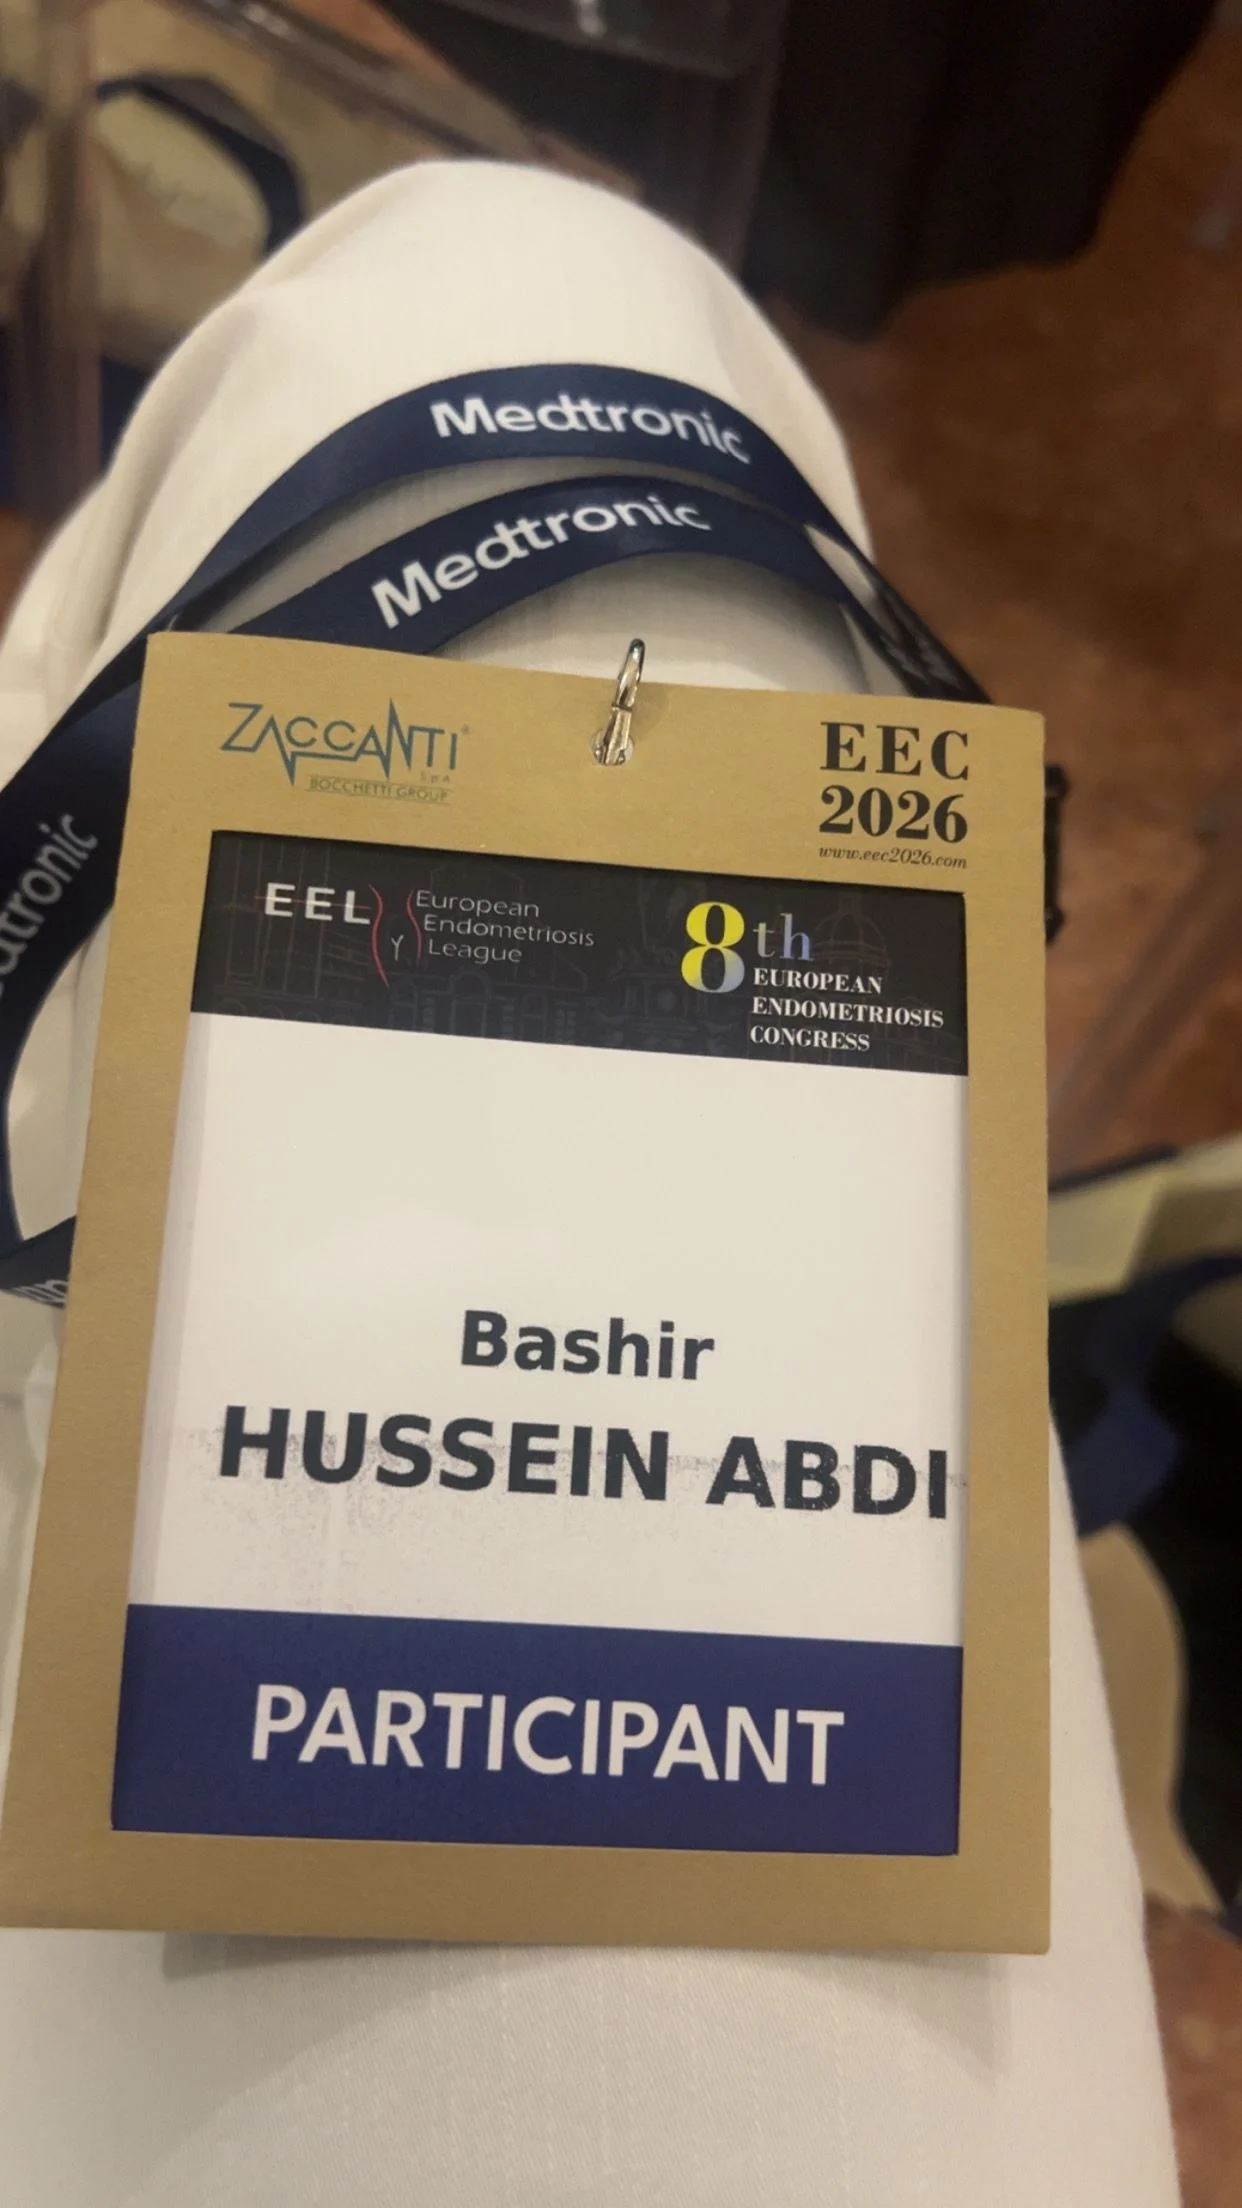 Medtronic
Medtronic
ZACCANTI
SpA
BOCCHETTI GROUP
EEC
2026
www.eec2026.com
EEL
European
Endometriosis
League
8th
EUROPEAN
ENDOMETRIOSIS
CONGRESS
Bashir
HUSSEIN ABDI
PARTICIPANT